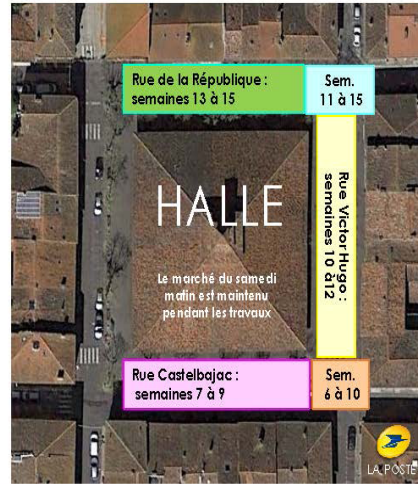 Rue de la République :
semaines 13 à 15
Sem.
11 à 15
Rue Victor Hugo :
semaines 10 à12
HALLE
Le marché du samedi
matin est maintenu
pendant les travaux
Rue Castelbajac :
semaines 7 à 9
Sem.
6 à 10
LA POSTE